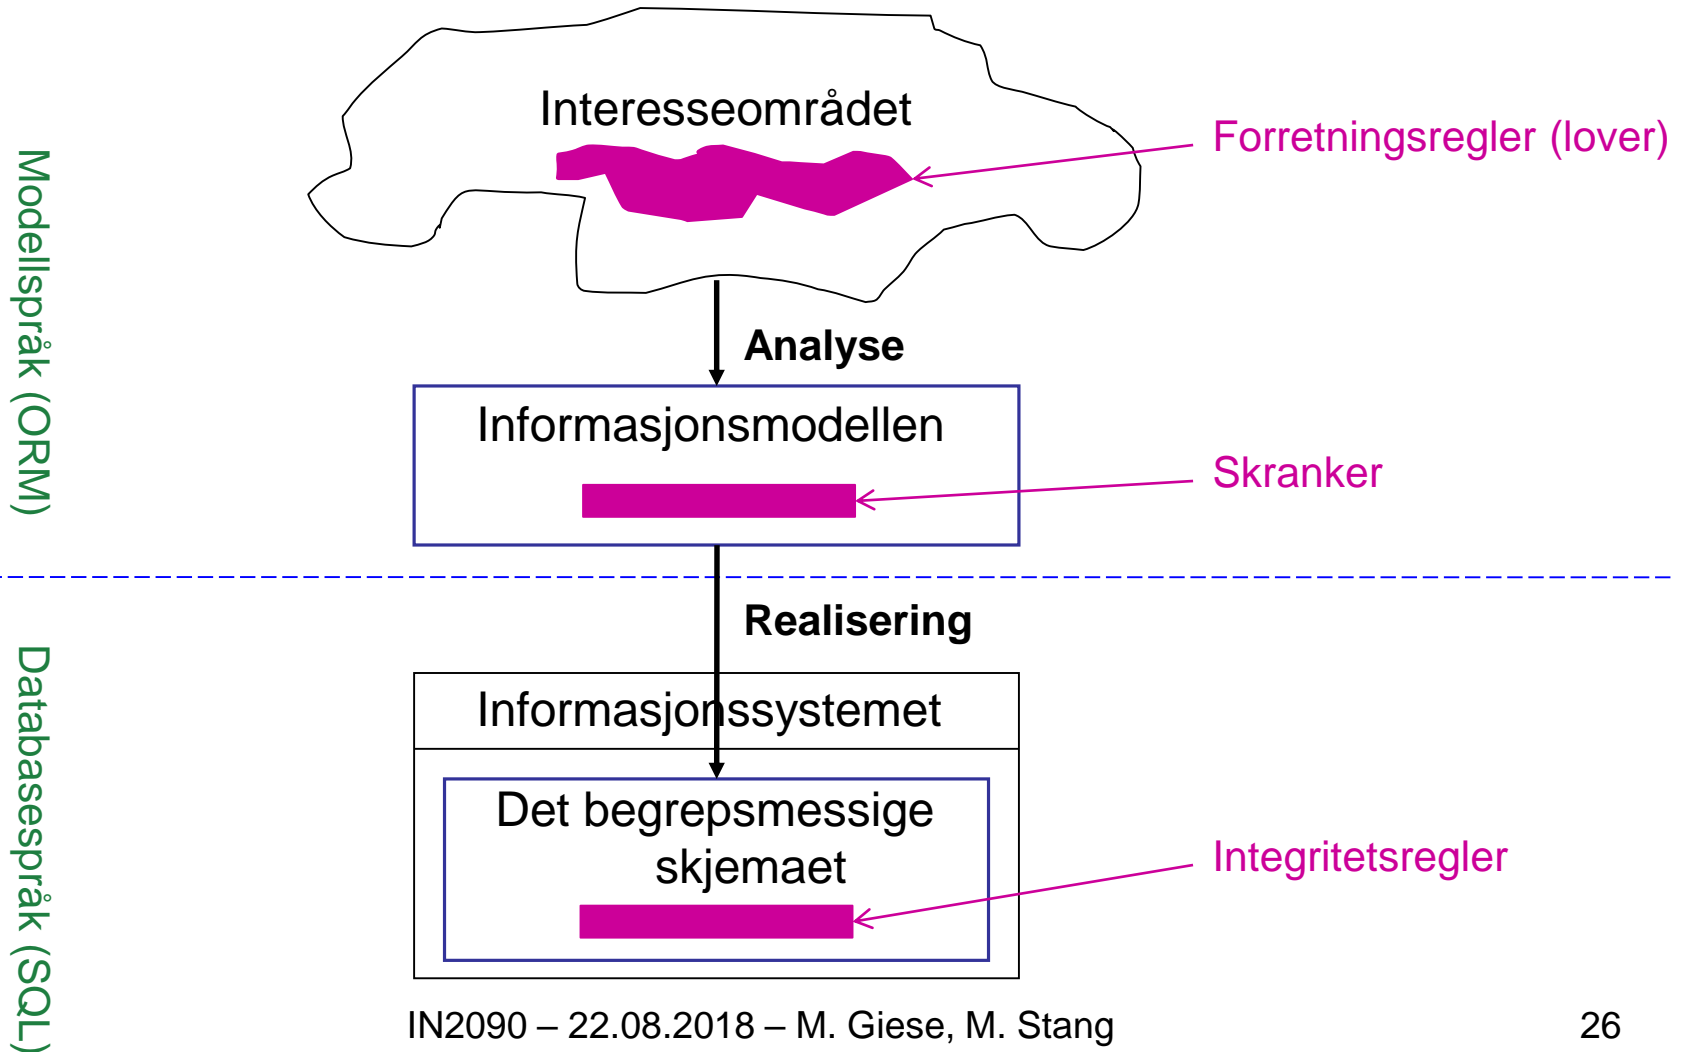 Interesseområdet
Forretningsregler (lover)
Modellspråk (ORM)
Analyse
Informasjonsmodellen
Skranker
Realisering
Informasjonssystemet
Det begrepsmessige
skjemaet
Integritetsregler
Databasespråk (SQL)
IN2090 – 22.08.2018 – M. Giese, M. Stang
26